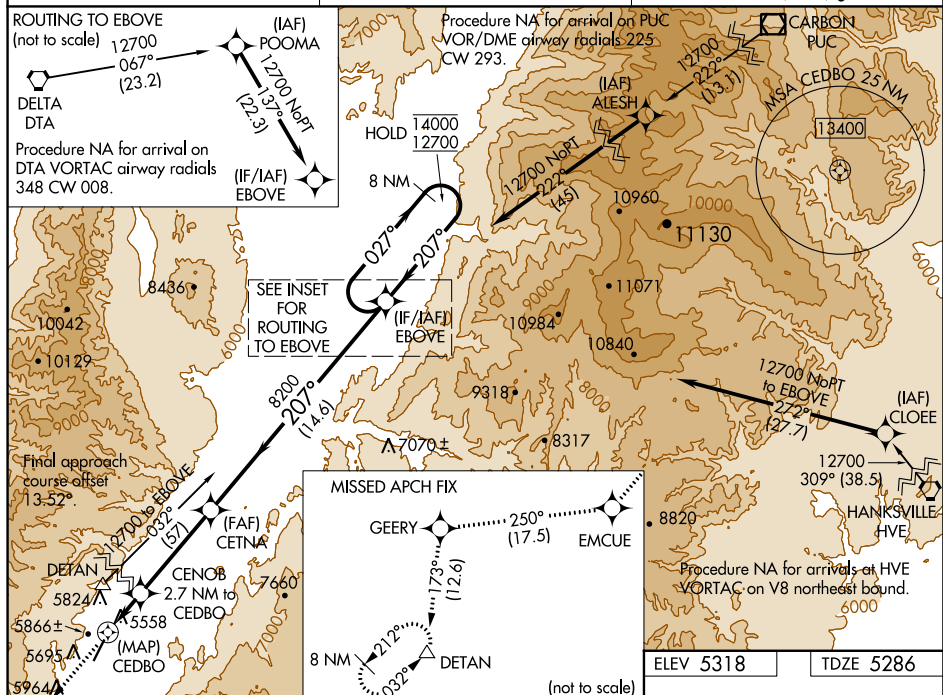 ROUTING TO EBOVE
(not to scale)
12700
067°
(23.2)
(IAF)
POOMA
DELTA
DTA
12700 NoPT
137°
(22.3)
(IF/IAF)
EBOVE
Procedure NA for arrival on
DTA VORTAC airway radials
348 CW 008.
Procedure NA for arrival on PUC
VOR/DME airway radials 225
CW 293.
CARBON
PUC
12700
222°
(13.1)
(IAF)
ALESH
MSA CEDBO 25 NM
13400
HOLD
14000
12700
8 NM
12700 NoPT
222°
(45)
027°
207°
10960
10000
11130
11071
10984
10840
9000
9318
8317
8000
8436
6000
10042
10129
SEE INSET
FOR
ROUTING
TO EBOVE
(IF/IAF)
EBOVE
8200
207°
(14.6)
7070±
12700 NoPT
to EBOVE
272°
(27.7)
(IAF)
CLOEE
12700
309° (38.5)
HANKSVILLE
HVE
Final approach
course offset
13.52°
12700 to EBOVE
032°
(57)
(FAF)
CETNA
DETAN
5824
CENOB
2.7 NM to
CEDBO
7660
5558
5866±
5695
(MAP)
CEDBO
5964
MISSED APCH FIX
GEERY
250°
(17.5)
EMCUE
173°
(12.6)
212°
8 NM
032°
DETAN
(not to scale)
8820
Procedure NA for arrivals at HVE
VORTAC on V8 northeast bound.
6000
ELEV 5318
TDZE 5286